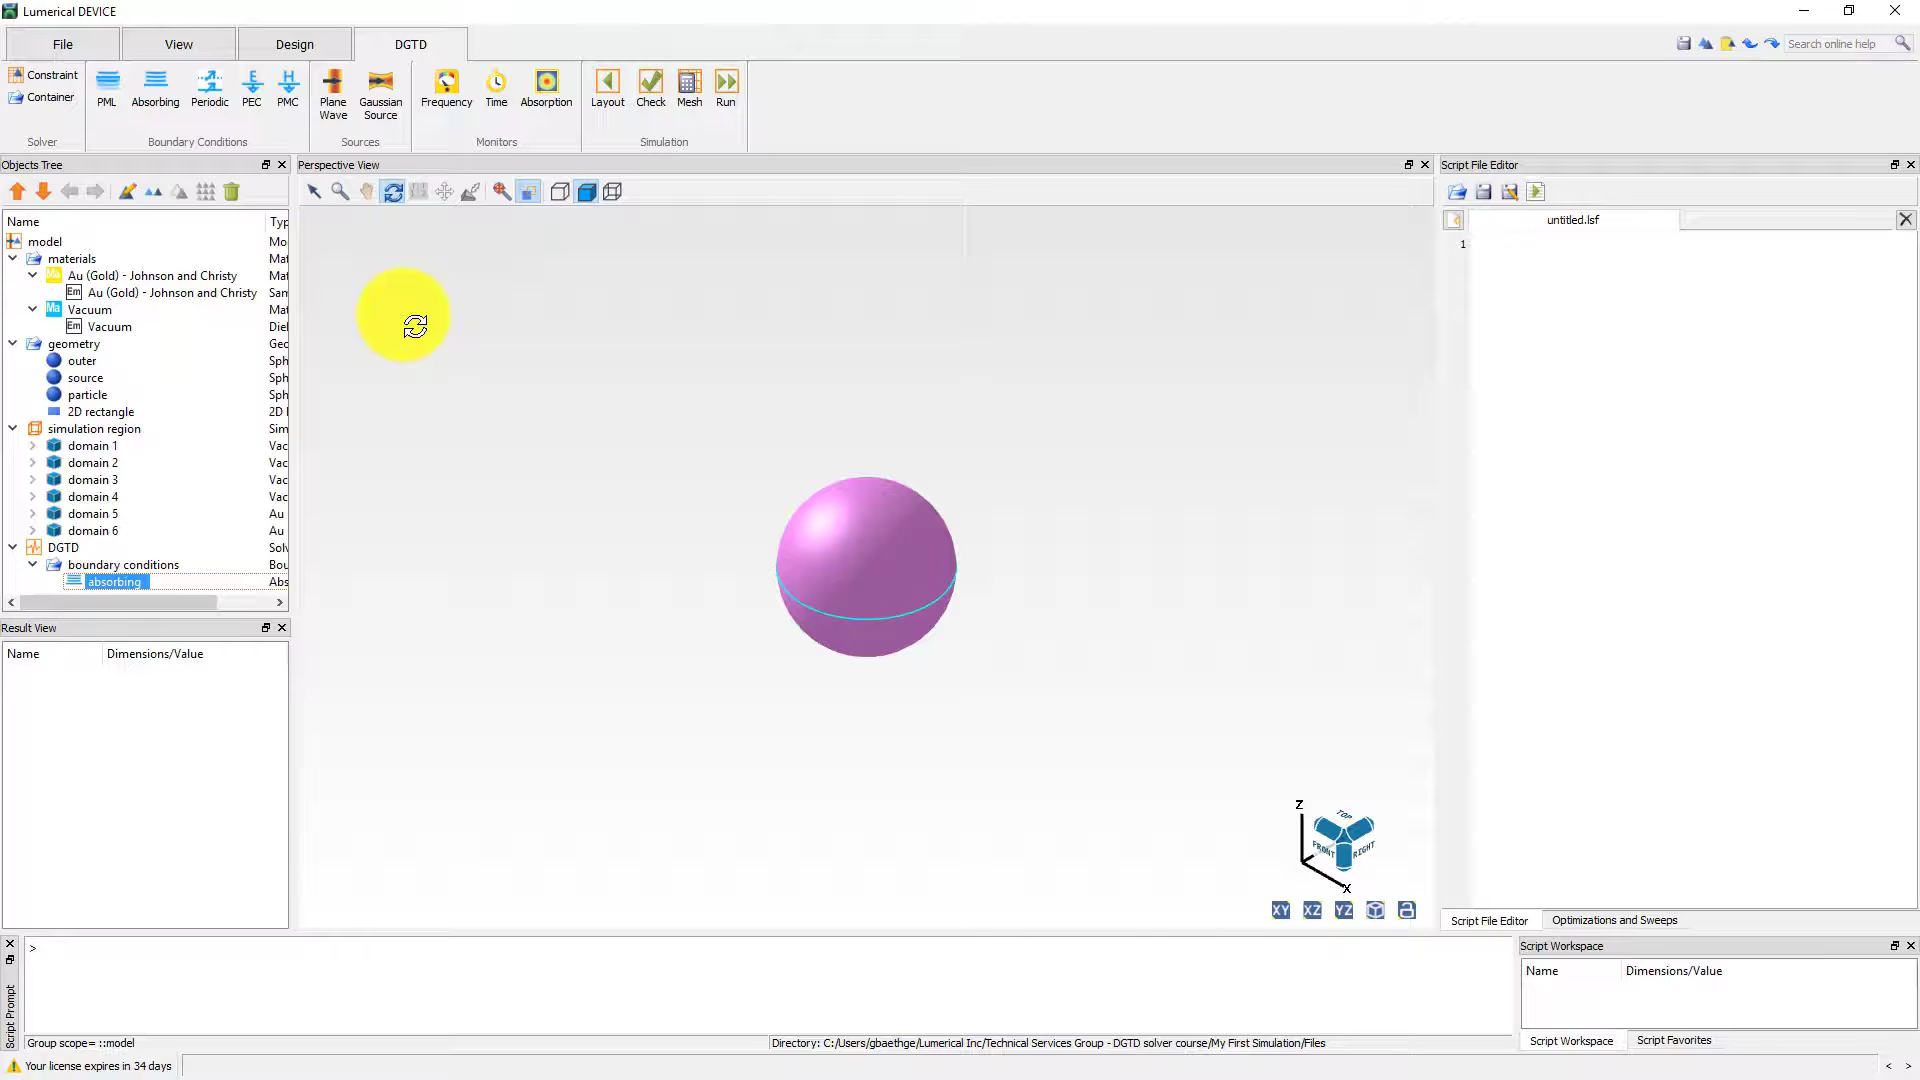 Lumerical DEVICE
File View Design DGTD
Search online help
Constraint
Container
Solver
PML Absorbing Periodic PEC PMC
Boundary Conditions
Plane Wave
Gaussian Source
Sources
Frequency Time Absorption
Monitors
Layout Check Mesh Run
Simulation
Objects Tree
Name Typ
model Mo
materials Mat
Au (Gold) - Johnson and Christy Mat
Au (Gold) - Johnson and Christy San
Vacuum Mat
Vacuum Diel
geometry Geo
outer Sph
source Sph
particle Sph
2D rectangle 2D
simulation region Sim
domain 1 Vac
domain 2 Vac
domain 3 Vac
domain 4 Vac
domain 5 Au
domain 6 Au
DGTD Solv
boundary conditions Bou
absorbing Abs
Result View
Name Dimensions/Value
Perspective View
Z
TOP
FRONT RIGHT
X
XY XZ YZ
Script File Editor
untitled.lsf
1
Script File Editor Optimizations and Sweeps
Script Prompt
>
Group scope= ::model
Directory: C:/Users/gbaethge/Lumerical Inc/Technical Services Group - DGTD solver course/My First Simulation/Files
Script Workspace
Name Dimensions/Value
Script Workspace Script Favorites
Your license expires in 34 days